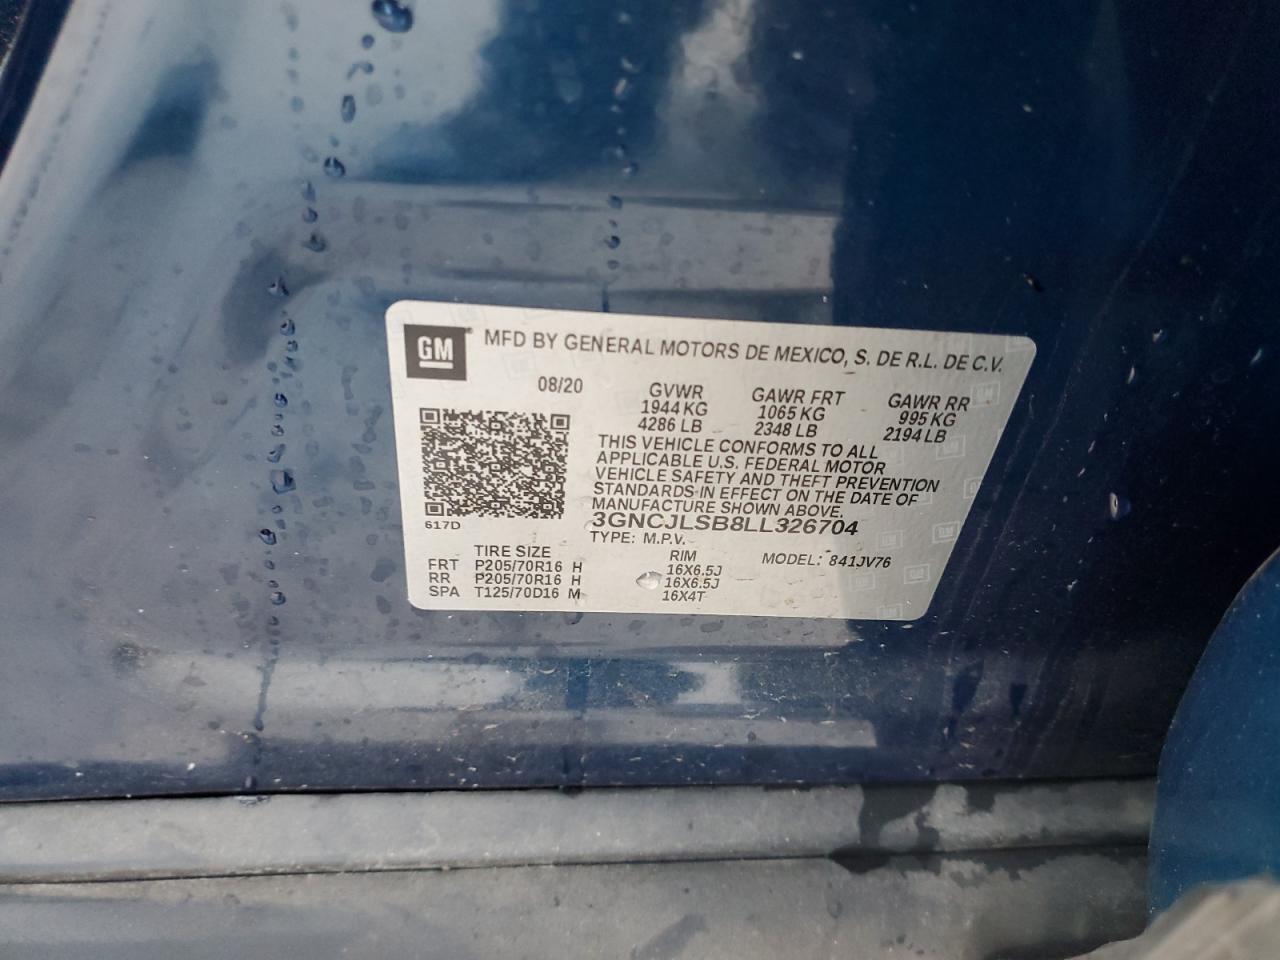 GM MFD BY GENERAL MOTORS DE MEXICO, S. DE R.L. DE C.V.
08/20 GVWR GAWR FRT GAWR RR
1944 KG 1065 KG 995 KG
4286 LB 2348 LB 2194 LB
THIS VEHICLE CONFORMS TO ALL
APPLICABLE U.S. FEDERAL MOTOR
VEHICLE SAFETY AND THEFT PREVENTION
STANDARDS IN EFFECT ON THE DATE OF
MANUFACTURE SHOWN ABOVE.
617D 3GNCJLSB8LL326704
TYPE: M.P.V.
TIRE SIZE RIM MODEL: 841JV76
FRT P205/70R16 H 16X6.5J
RR P205/70R16 H 16X6.5J
SPA T125/70D16 M 16X4T